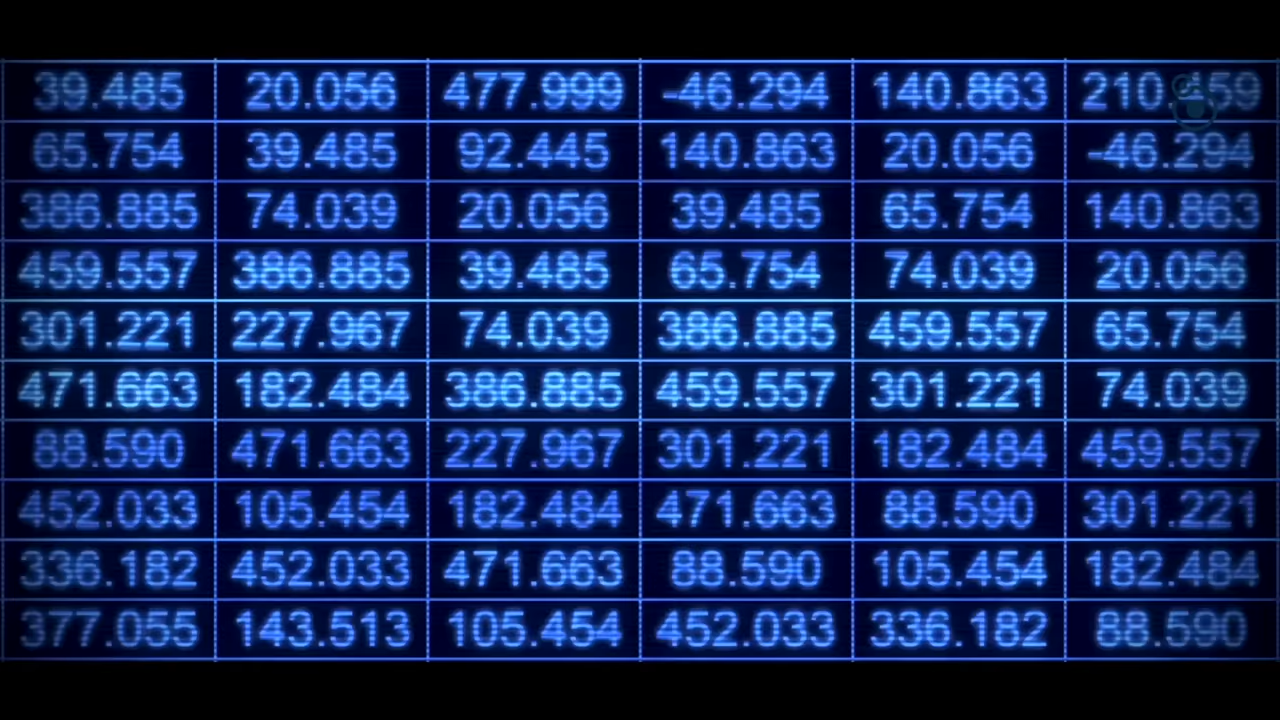 39.485 20.056 477.999 -46.294 140.863 210.459
65.754 39.485 92.445 140.863 20.056 -46.294
386.885 74.039 20.056 39.485 65.754 140.863
459.557 386.885 39.485 65.754 74.039 20.056
301.221 227.967 74.039 386.885 459.557 65.754
471.663 182.484 386.885 459.557 301.221 74.039
88.590 471.663 227.967 301.221 182.484 459.557
452.033 105.454 182.484 471.663 88.590 301.221
336.182 452.033 471.663 88.590 105.454 182.484
377.055 143.513 105.454 452.033 336.182 88.590